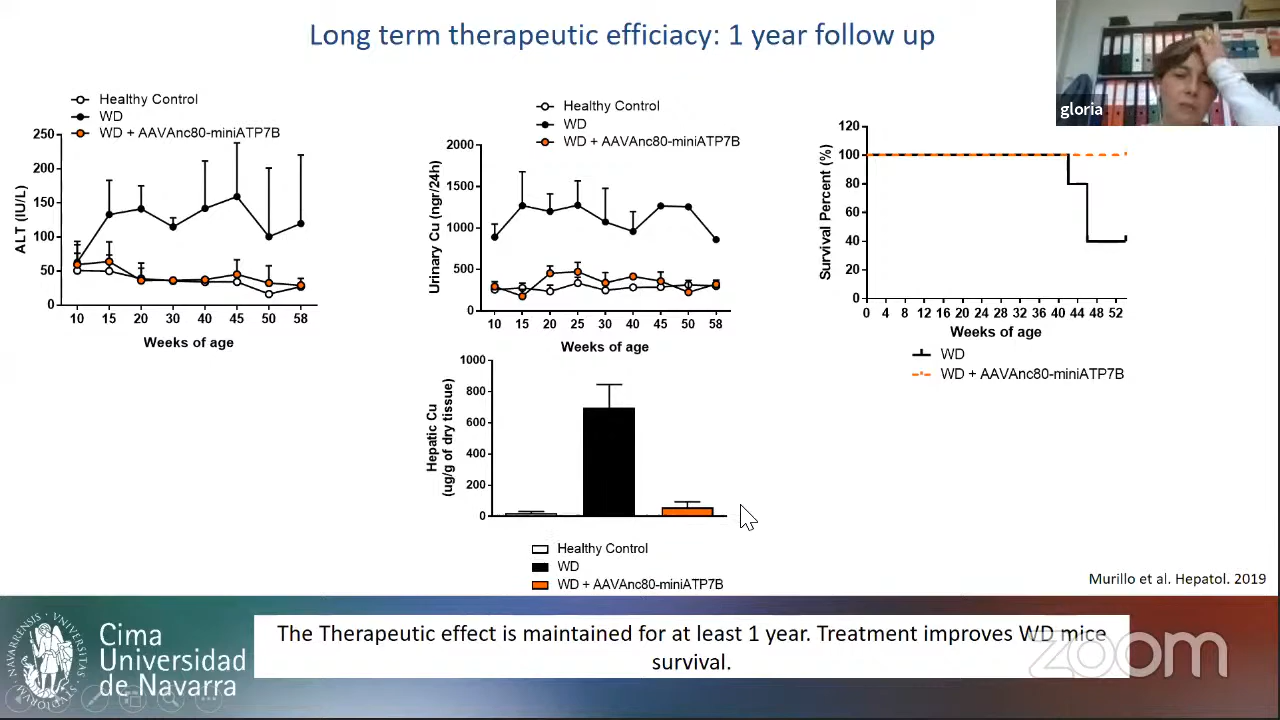 Long term therapeutic efficiacy: 1 year follow up
gloria
Healthy Control
WD
WD + AAVAnc80-miniATP7B
250
200
150
100
50
0
ALT (IU/L)
10 15 20 30 40 45 50 58
Weeks of age
Healthy Control
WD
WD + AAVAnc80-miniATP7B
2000
1500
1000
500
0
Urinary Cu (ngr/24h)
10 15 20 25 30 40 45 50 58
Weeks of age
120
100
80
60
40
20
0
Survival Percent (%)
0 4 8 12 16 20 24 28 32 36 40 44 48 52
Weeks of age
WD
WD + AAVAnc80-miniATP7B
1000
800
600
400
200
0
Hepatic Cu
(ug/g of dry tissue)
Healthy Control
WD
WD + AAVAnc80-miniATP7B
Murillo et al. Hepatol. 2019
Cima
Universidad
de Navarra
The Therapeutic effect is maintained for at least 1 year. Treatment improves WD mice
survival.
zoom